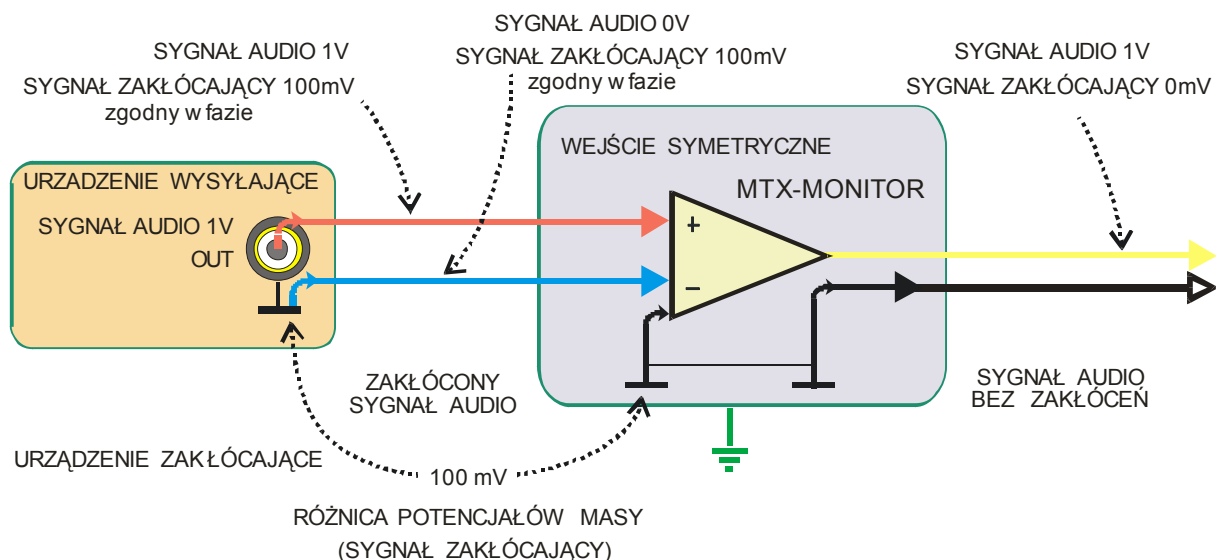 SYGNAŁ AUDIO 1V
SYGNAŁ ZAKŁÓCAJĄCY 100mV
zgodny w fazie
SYGNAŁ AUDIO 0V
SYGNAŁ ZAKŁÓCAJĄCY 100mV
zgodny w fazie
SYGNAŁ AUDIO 1V
SYGNAŁ ZAKŁÓCAJĄCY 0mV
URZADZENIE WYSYŁAJĄCE
SYGNAŁ AUDIO 1V
OUT
WEJŚCIE SYMETRYCZNE
MTX-MONITOR
+
−
ZAKŁÓCONY
SYGNAŁ AUDIO
SYGNAŁ AUDIO
BEZ ZAKŁÓCEŃ
URZĄDZENIE ZAKŁÓCAJĄCE
100 mV
RÓŻNICA POTENCJAŁÓW MASY
(SYGNAŁ ZAKŁÓCAJĄCY)